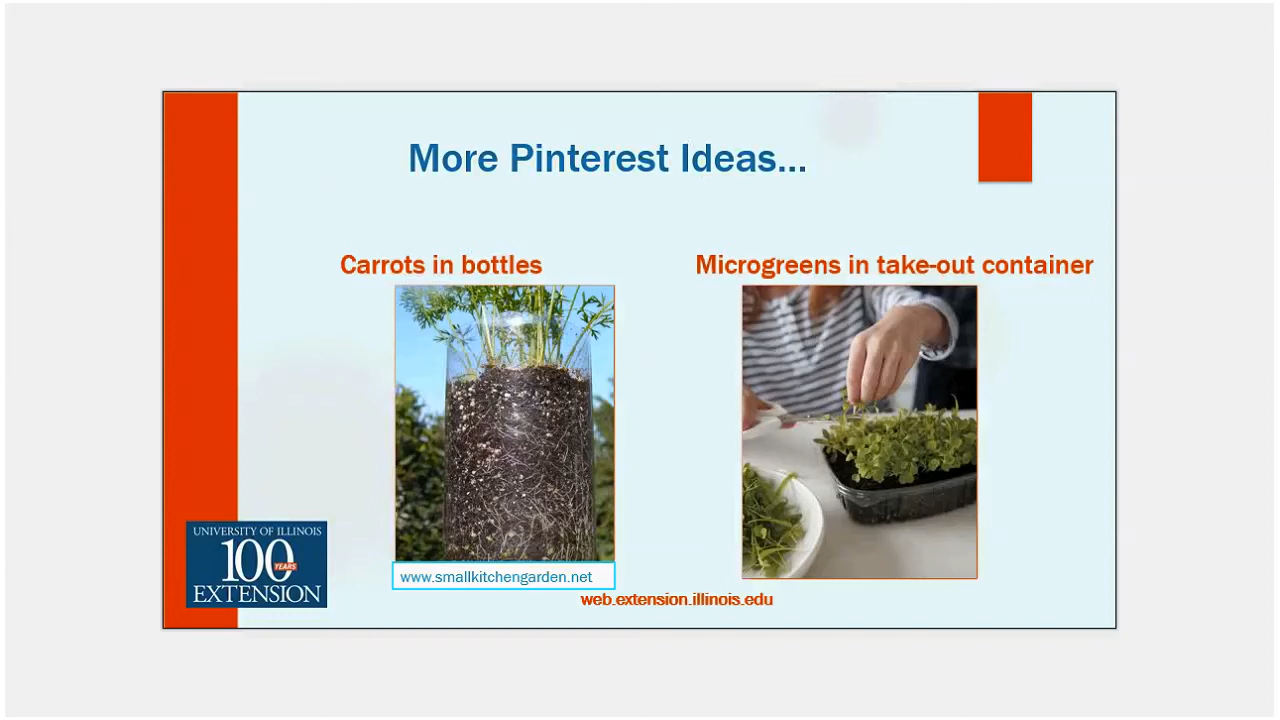 More Pinterest Ideas...
Carrots in bottles
Microgreens in take-out container
www.smallkitchengarden.net
UNIVERSITY OF ILLINOIS
100 YEARS
EXTENSION
web.extension.illinois.edu